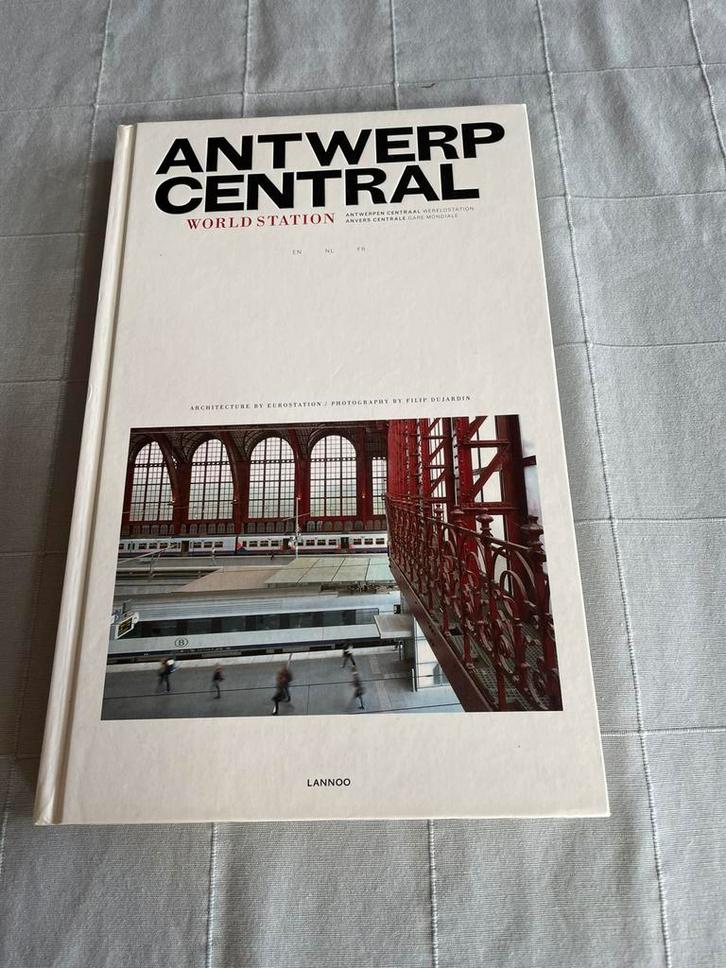 ANTWERP
CENTRAL
WORLD STATION
ANTWERPEN CENTRAAL WERELDSTATION
ANVERS CENTRALE GARE MONDIALE
EN NL FR
ARCHITECTURE BY EUROSTATION / PHOTOGRAPHY BY FILIP DUJARDIN
B
LANNOO